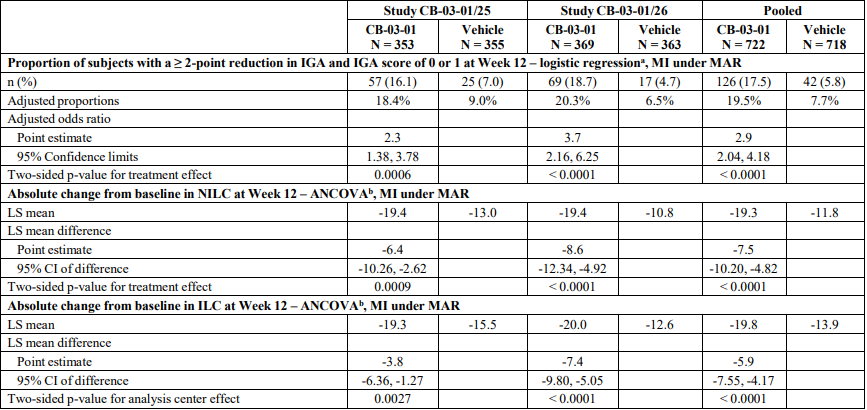 Study CB-03-01/25 Study CB-03-01/26 Pooled
CB-03-01 Vehicle CB-03-01 Vehicle CB-03-01 Vehicle
N = 353 N = 355 N = 369 N = 363 N = 722 N = 718
Proportion of subjects with a ≥ 2-point reduction in IGA and IGA score of 0 or 1 at Week 12 – logistic regressionᵃ, MI under MAR
n (%) 57 (16.1) 25 (7.0) 69 (18.7) 17 (4.7) 126 (17.5) 42 (5.8)
Adjusted proportions 18.4% 9.0% 20.3% 6.5% 19.5% 7.7%
Adjusted odds ratio
Point estimate 2.3 3.7 2.9
95% Confidence limits 1.38, 3.78 2.16, 6.25 2.04, 4.18
Two-sided p-value for treatment effect 0.0006 < 0.0001 < 0.0001
Absolute change from baseline in NILC at Week 12 – ANCOVAᵇ, MI under MAR
LS mean -19.4 -13.0 -19.4 -10.8 -19.3 -11.8
LS mean difference
Point estimate -6.4 -8.6 -7.5
95% CI of difference -10.26, -2.62 -12.34, -4.92 -10.20, -4.82
Two-sided p-value for treatment effect 0.0009 < 0.0001 < 0.0001
Absolute change from baseline in ILC at Week 12 – ANCOVAᵇ, MI under MAR
LS mean -19.3 -15.5 -20.0 -12.6 -19.8 -13.9
LS mean difference
Point estimate -3.8 -7.4 -5.9
95% CI of difference -6.36, -1.27 -9.80, -5.05 -7.55, -4.17
Two-sided p-value for analysis center effect 0.0027 < 0.0001 < 0.0001